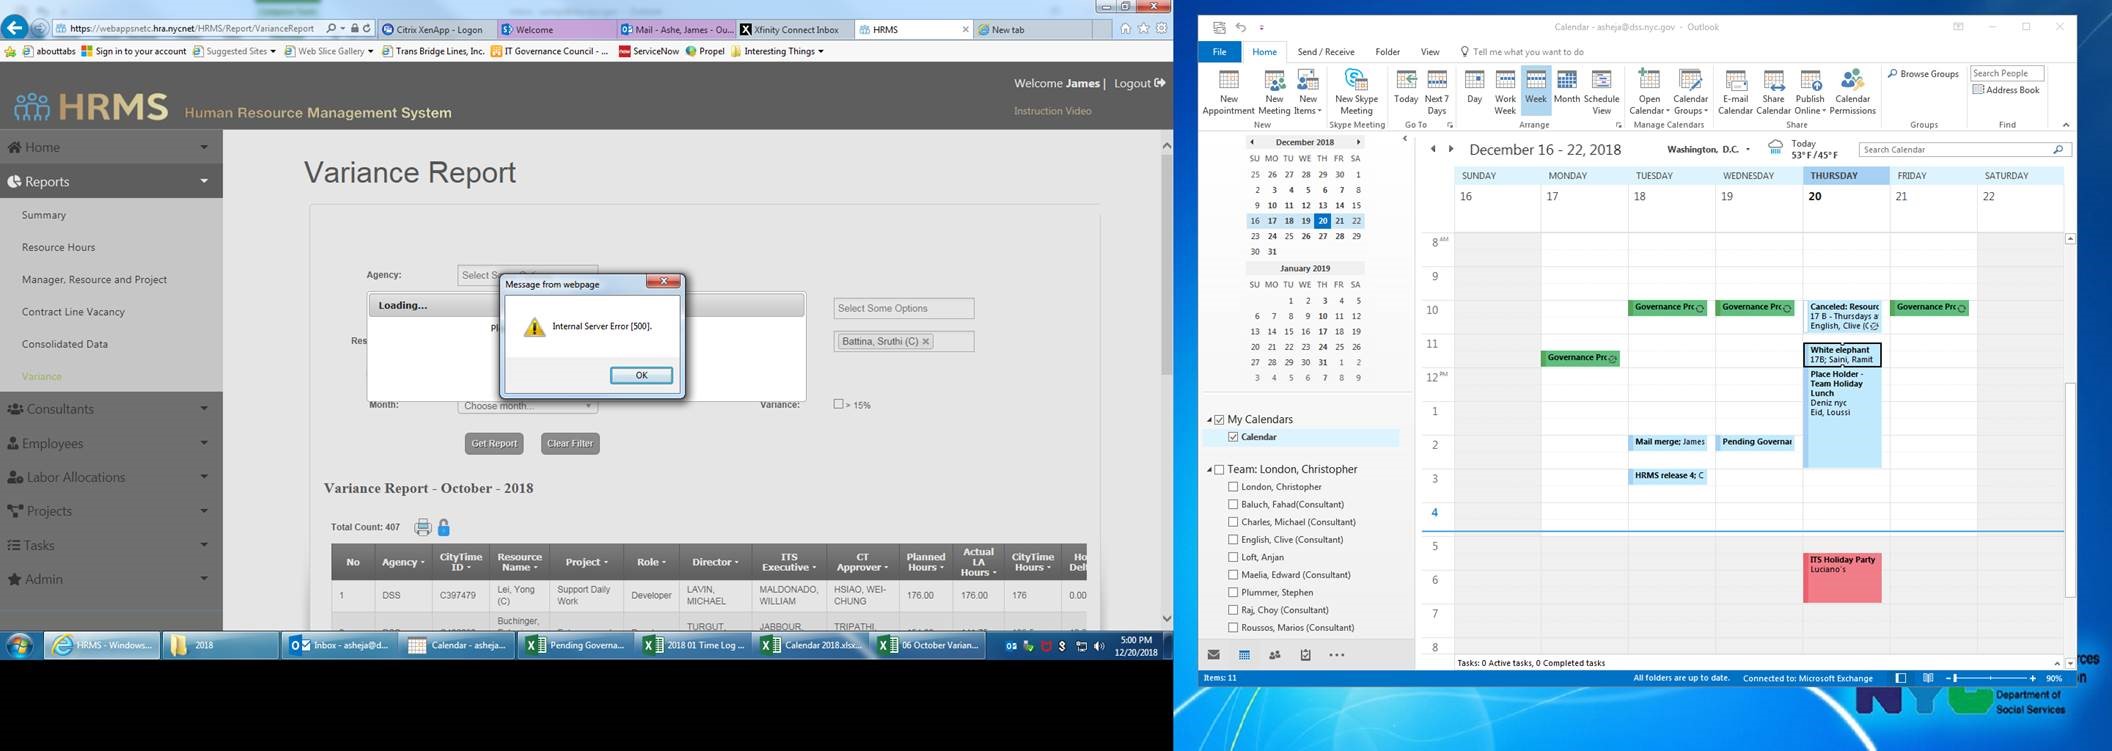 https://webappsnetc.hra.nycnet/HRMS/Report/VarianceReport
Citrix XenApp - Logon
Welcome
Mail - Ashe, James - Ou...
Xfinity Connect Inbox
HRMS
New tab
abouttabs
Sign in to your account
Suggested Sites
Web Slice Gallery
Trans Bridge Lines, Inc.
IT Governance Council - ...
ServiceNow
Propel
Interesting Things
HRMS Human Resource Management System
Welcome James | Logout
Instruction Video
Home
Reports
Summary
Resource Hours
Manager, Resource and Project
Contract Line Vacancy
Consolidated Data
Variance
Consultants
Employees
Labor Allocations
Projects
Tasks
Admin
Variance Report
Agency:
Select
Message from webpage
Internal Server Error [500].
OK
Loading...
Select Some Options
Res
Battina, Sruthi (C)
Month:
Choose month...
Variance:
> 15%
Get Report
Clear Filter
Variance Report - October - 2018
Total Count: 407
No Agency CityTime ID Resource Name Project Role Director ITS Executive CT Approver Planned Hours Actual LA Hours CityTime Hours
1 DSS C397479 Lei, Yong (C) Support Daily Work Developer LAVIN, MICHAEL MALDONADO, WILLIAM HSIAO, WEI-CHUNG 176.00 176.00 176 0.00
Buchinger, TURGUT, JABBOUR, TRIPATHI,
HRMS - Windows...
2018
Inbox - asheja@d...
Calendar - asheja...
Pending Governa...
2018 01 Time Log ...
Calendar 2018.xlsx...
06 October Varian...
5:00 PM
12/20/2018
Calendar - asheja@dss.nyc.gov - Outlook
File Home Send / Receive Folder View Tell me what you want to do
New Appointment
New Meeting
New Items
New Skype Meeting
Today
Next 7 Days
Day
Work Week
Week
Month
Schedule View
Open Calendar
Calendar Groups
E-mail Calendar
Share Calendar
Publish Online
Calendar Permissions
Browse Groups
Search People
Address Book
New Skype Meeting Go To Arrange Manage Calendars Share Groups Find
December 2018
SU MO TU WE TH FR SA
25 26 27 28 29 30 1
2 3 4 5 6 7 8
9 10 11 12 13 14 15
16 17 18 19 20 21 22
23 24 25 26 27 28 29
30 31
January 2019
SU MO TU WE TH FR SA
1 2 3 4 5
6 7 8 9 10 11 12
13 14 15 16 17 18 19
20 21 22 23 24 25 26
27 28 29 30 31 1 2
3 4 5 6 7 8 9
My Calendars
Calendar
Team: London, Christopher
London, Christopher
Baluch, Fahad(Consultant)
Charles, Michael (Consultant)
English, Clive (Consultant)
Loft, Anjan
Maelia, Edward (Consultant)
Plummer, Stephen
Raj, Choy (Consultant)
Roussos, Marios (Consultant)
December 16 - 22, 2018
Washington, D.C.
Today
53°F/45°F
Search Calendar
SUNDAY MONDAY TUESDAY WEDNESDAY THURSDAY FRIDAY SATURDAY
16 17 18 19 20 21 22
8 AM
9
10
Governance Prc
Governance Prc
Canceled: Resourc
17 B - Thursdays a
English, Clive (C
Governance Prc
11
Governance Prc
White elephant
17B; Saini, Ramit
12 PM
Place Holder -
Team Holiday
Lunch
Deniz nyc
Eid, Loussi
1
2
Mail merge; James
Pending Governar
3
HRMS release 4; C
4
5
ITS Holiday Party
Luciano's
6
7
8
Tasks: 0 Active tasks, 0 Completed tasks
Items: 11
All folders are up to date.
Connected to: Microsoft Exchange
90%
Department of
Social Services